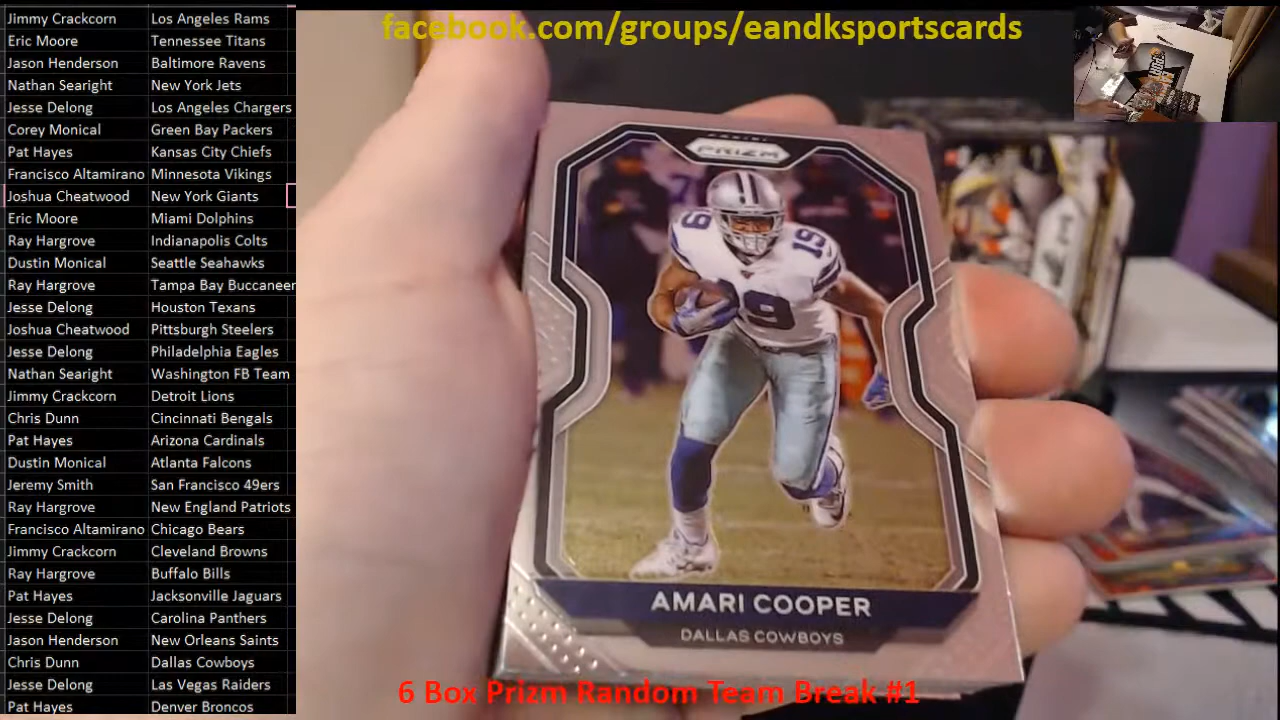 Jimmy Crackcorn Los Angeles Rams
Eric Moore Tennessee Titans
Jason Henderson Baltimore Ravens
Nathan Searight New York Jets
Jesse Delong Los Angeles Chargers
Corey Monical Green Bay Packers
Pat Hayes Kansas City Chiefs
Francisco Altamirano Minnesota Vikings
Joshua Cheatwood New York Giants
Eric Moore Miami Dolphins
Ray Hargrove Indianapolis Colts
Dustin Monical Seattle Seahawks
Ray Hargrove Tampa Bay Buccaneer
Jesse Delong Houston Texans
Joshua Cheatwood Pittsburgh Steelers
Jesse Delong Philadelphia Eagles
Nathan Searight Washington FB Team
Jimmy Crackcorn Detroit Lions
Chris Dunn Cincinnati Bengals
Pat Hayes Arizona Cardinals
Dustin Monical Atlanta Falcons
Jeremy Smith San Francisco 49ers
Ray Hargrove New England Patriots
Francisco Altamirano Chicago Bears
Jimmy Crackcorn Cleveland Browns
Ray Hargrove Buffalo Bills
Pat Hayes Jacksonville Jaguars
Jesse Delong Carolina Panthers
Jason Henderson New Orleans Saints
Chris Dunn Dallas Cowboys
Jesse Delong Las Vegas Raiders
Pat Hayes Denver Broncos
facebook.com/groups/eandksportscards
PANINI
PRIZM
19 19
19
AMARI COOPER
DALLAS COWBOYS
6 Box Prizm Random Team Break #1